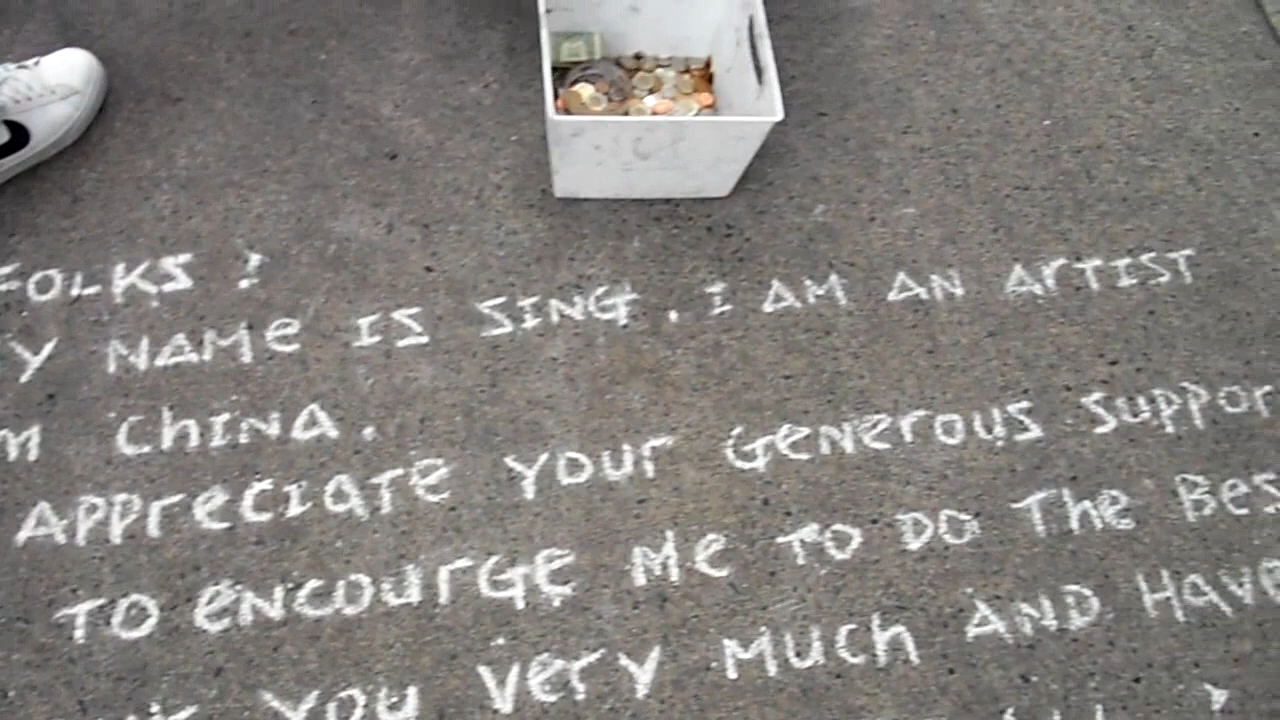 FOLKS !
Y NAMe IS SING. I AM AN ArTIST
M ChINA.
APPreCIATe YOUr GeNerOUS SUPPOr
TO eNCOUrGe Me TO DO The BeS
YOU Very MUCh AND HAVe